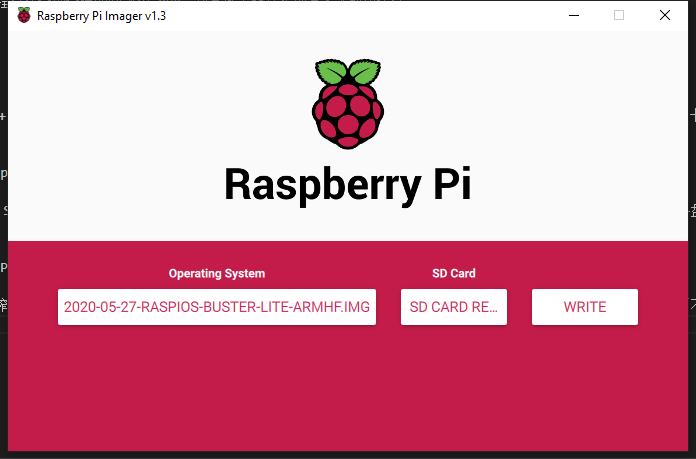 Raspberry Pi Imager v1.3
Raspberry Pi
Operating System
SD Card
2020-05-27-RASPIOS-BUSTER-LITE-ARMHF.IMG
SD CARD RE...
WRITE